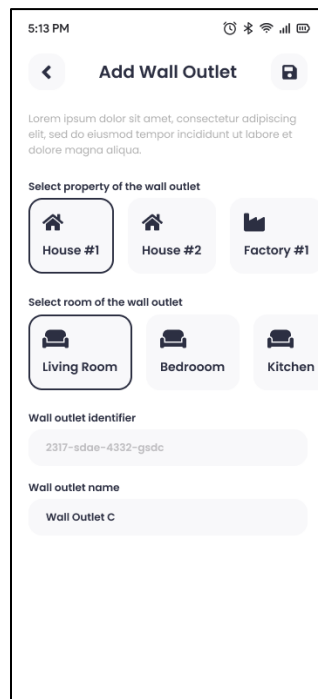 5:13 PM
Add Wall Outlet
Lorem ipsum dolor sit amet, consectetur adipiscing
elit, sed do eiusmod tempor incididunt ut labore et
dolore magna aliqua.
Select property of the wall outlet
House #1 House #2 Factory #1
Select room of the wall outlet
Living Room Bedrooom Kitchen
Wall outlet identifier
2317-sdae-4332-gsdc
Wall outlet name
Wall Outlet C